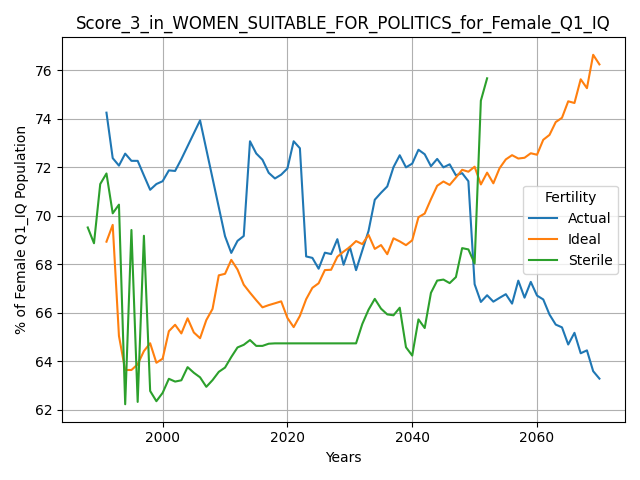 Score_3_in_WOMEN_SUITABLE_FOR_POLITICS_for_Female_Q1_IQ
% of Female Q1_IQ Population
76
74
72
70
68
66
64
62
Fertility
Actual
Ideal
Sterile
2000 2020 2040 2060
Years